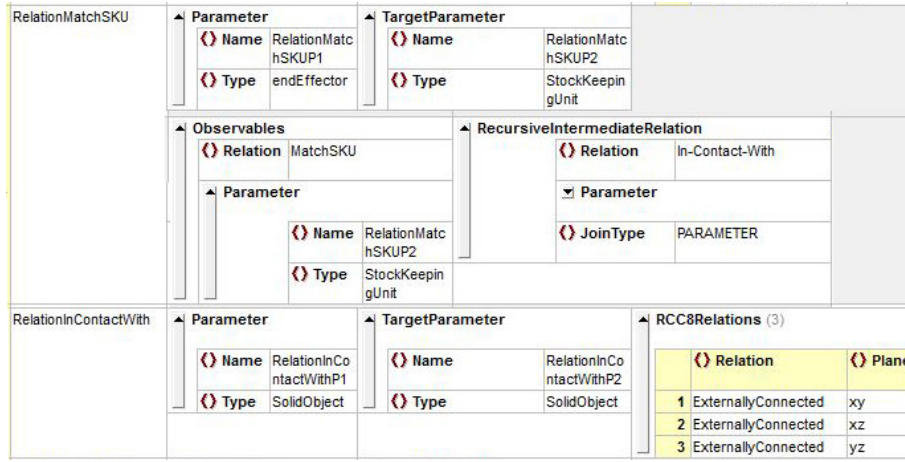 RelationMatchSKU
Parameter
TargetParameter
Name RelationMatc
hSKUP1
Name RelationMatc
hSKUP2
Type endEffector
Type StockKeepin
gUnit
Observables
RecursiveIntermediateRelation
Relation MatchSKU
Relation In-Contact-With
Parameter
Parameter
Name RelationMatc
hSKUP2
JoinType PARAMETER
Type StockKeepin
gUnit
RelationInContactWith
Parameter
TargetParameter
RCC8Relations (3)
Name RelationInCo
ntactWithP1
Name RelationInCo
ntactWithP2
Relation
Plane
Type SolidObject
Type SolidObject
1 ExternallyConnected xy
2 ExternallyConnected xz
3 ExternallyConnected yz